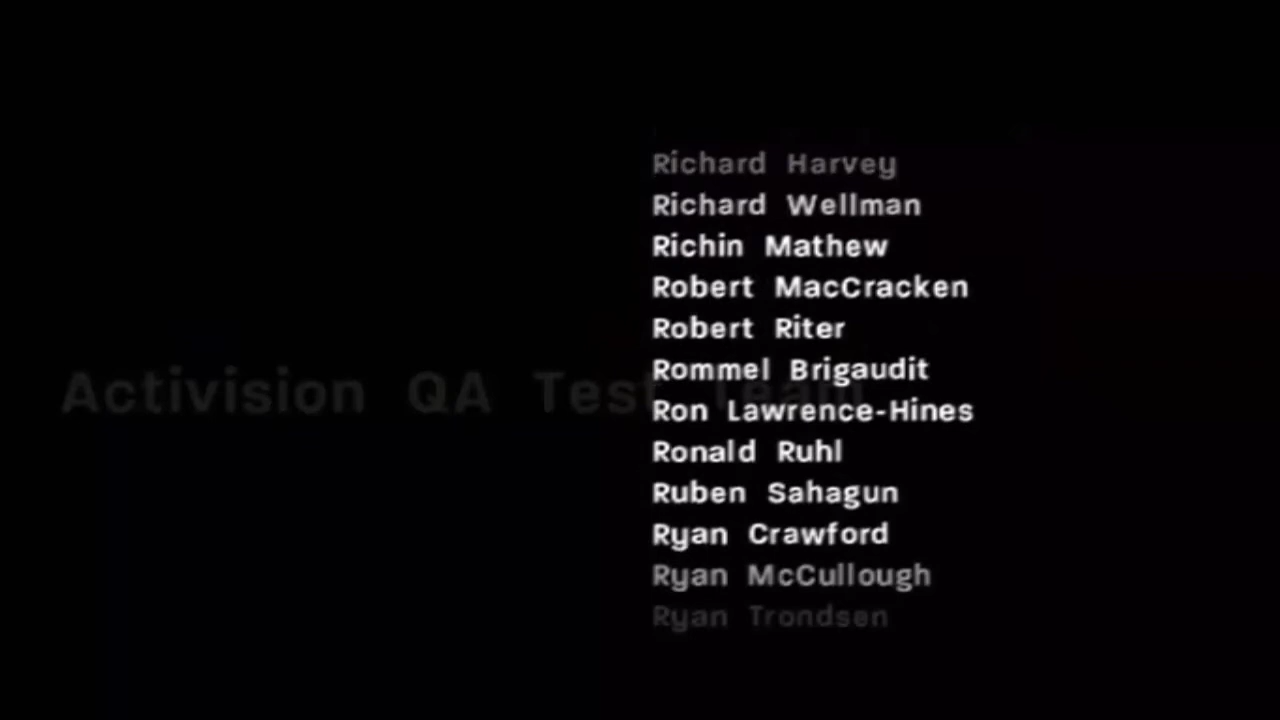 Richard Harvey
Richard Wellman
Richin Mathew
Robert MacCracken
Robert Riter
Rommel Brigaudit
Activision QA Test Team
Ron Lawrence-Hines
Ronald Ruhl
Ruben Sahagun
Ryan Crawford
Ryan McCullough
Ryan Trondsen